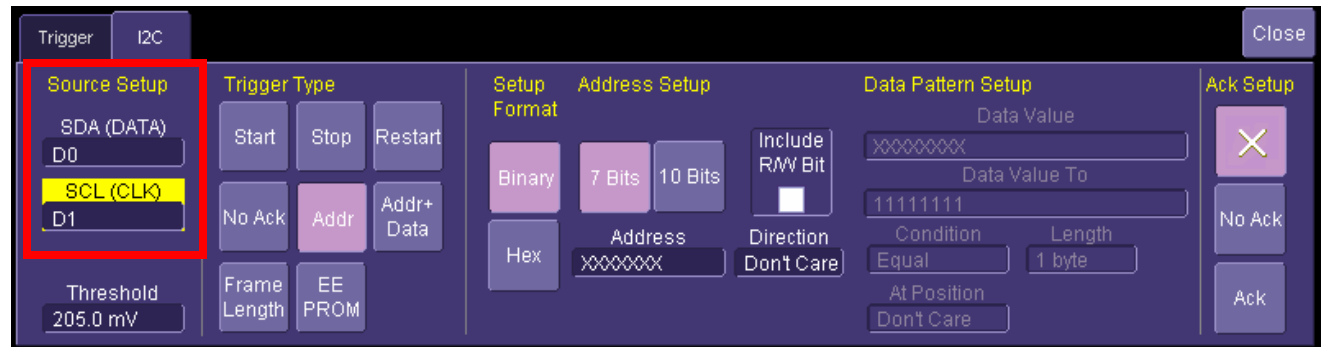 Trigger
I2C
Close
Source Setup
SDA (DATA)
D0
SCL (CLK)
D1
Threshold
205.0 mV
Trigger Type
Start
Stop
Restart
No Ack
Addr
Addr+
Data
Frame
Length
EE
PROM
Setup
Format
Binary
Hex
Address Setup
7 Bits
10 Bits
Include
R/W Bit
Address
XXXXXXX
Direction
Don't Care
Data Pattern Setup
Data Value
XXXXXXXX
Data Value To
11111111
Condition
Equal
Length
1 byte
At Position
Don't Care
Ack Setup
No Ack
Ack